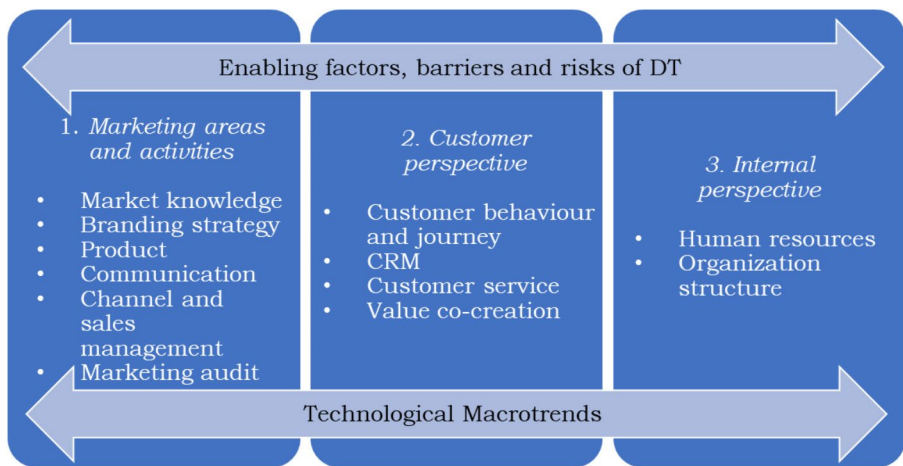 Enabling factors, barriers and risks of DT
1. Marketing areas
and activities
• Market knowledge
• Branding strategy
• Product
• Communication
• Channel and
sales
management
• Marketing audit
2. Customer
perspective
• Customer behaviour
and journey
• CRM
• Customer service
• Value co-creation
3. Internal
perspective
• Human resources
• Organization
structure
Technological Macrotrends